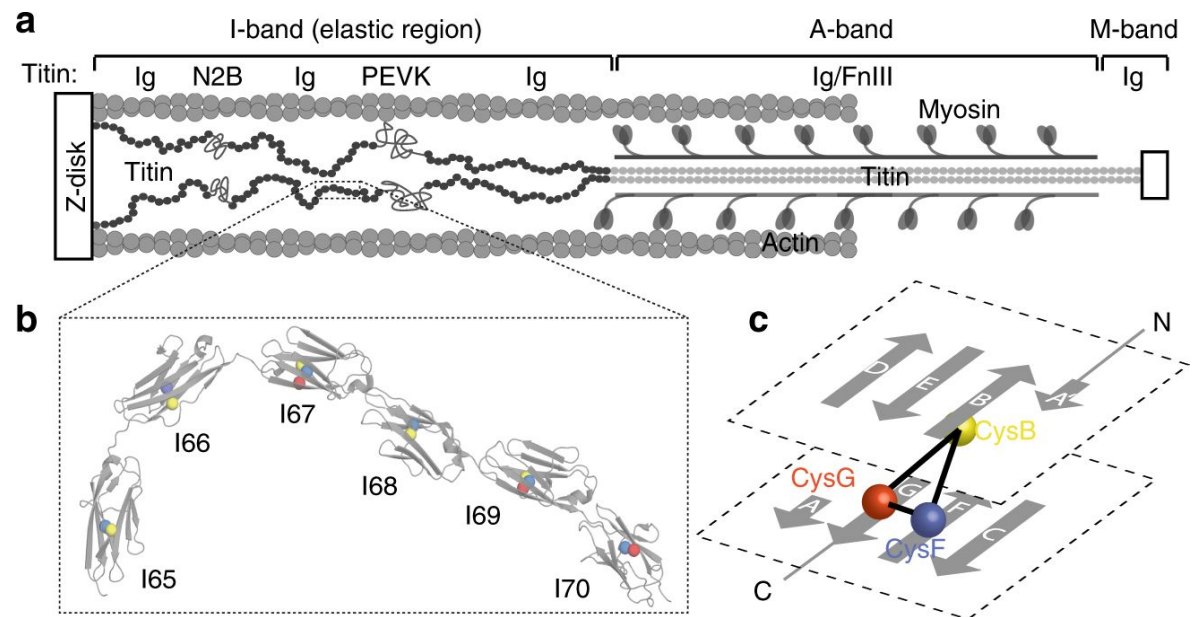 a
I-band (elastic region) A-band M-band
Titin: Ig N2B Ig PEVK Ig Ig/FnIII Ig
Z-disk
Titin
Myosin
Titin
Actin
b
I65
I66
I67
I68
I69
I70
c
N
D
E
B
A'
CysB
CysG
A
G
F
C
CysF
C